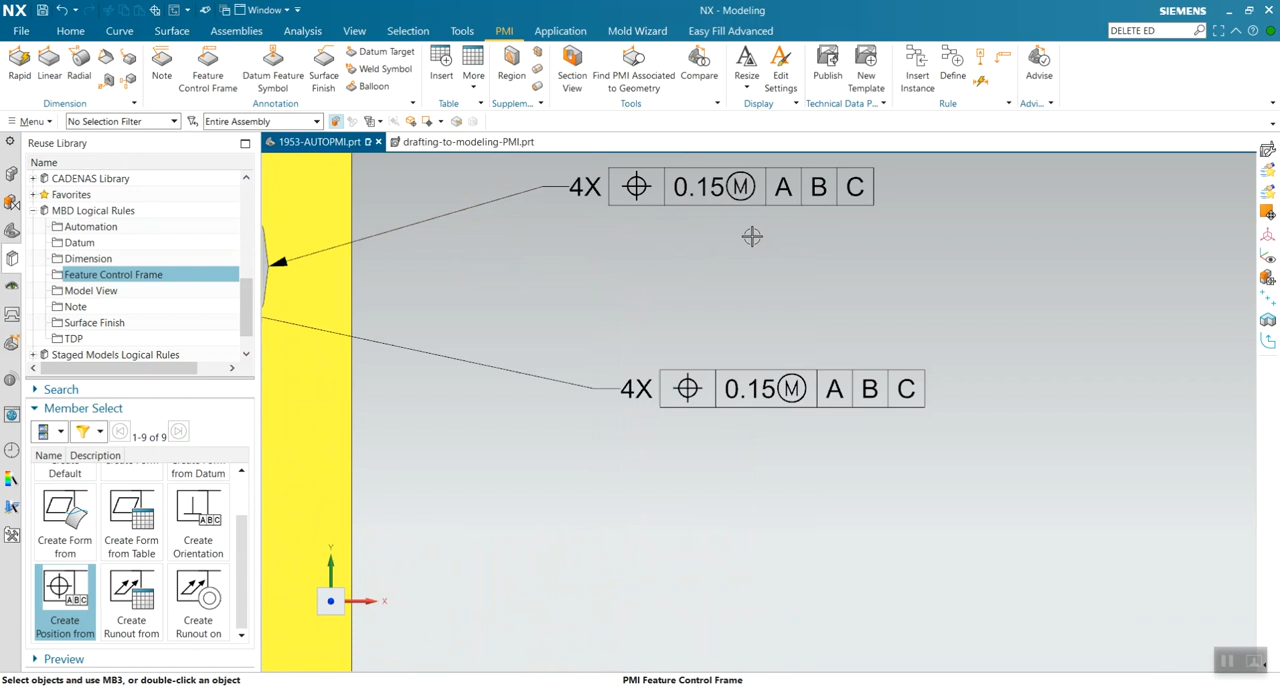 NX Window NX - Modeling SIEMENS
File Home Curve Surface Assemblies Analysis View Selection Tools PMI Application Mold Wizard Easy Fill Advanced DELETE ED
Rapid Linear Radial Note Feature Control Frame Datum Feature Symbol Surface Finish Datum Target Weld Symbol Balloon Insert More Region Section View Find PMI Associated to Geometry Compare Resize Edit Settings Publish New Template Insert Instance Define Advise
Dimension Annotation Table Supplem... Tools Display Technical Data P... Rule Advi...
Menu No Selection Filter Entire Assembly
Reuse Library 1953-AUTOPMI.prt drafting-to-modeling-PMI.prt
Name
CADENAS Library
Favorites
MBD Logical Rules
Automation
Datum
Dimension
Feature Control Frame
Model View
Note
Surface Finish
TDP
Staged Models Logical Rules
Search
Member Select
1-9 of 9
Name Description
Default from Datum
Create Form from Create Form from Table Create Orientation
Create Position from Create Runout from Create Runout on
Preview
4X ⌖ 0.15Ⓜ A B C
4X ⌖ 0.15Ⓜ A B C
Y
X
ABC
ABC
Select objects and use MB3, or double-click an object PMI Feature Control Frame